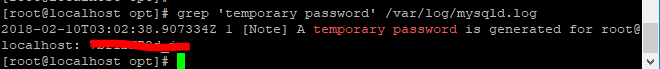 [root@localhost opt]# grep 'temporary password' /var/log/mysqld.log
2018-02-10T03:02:38.907334Z 1 [Note] A temporary password is generated for root@
localhost:
[root@localhost opt]#